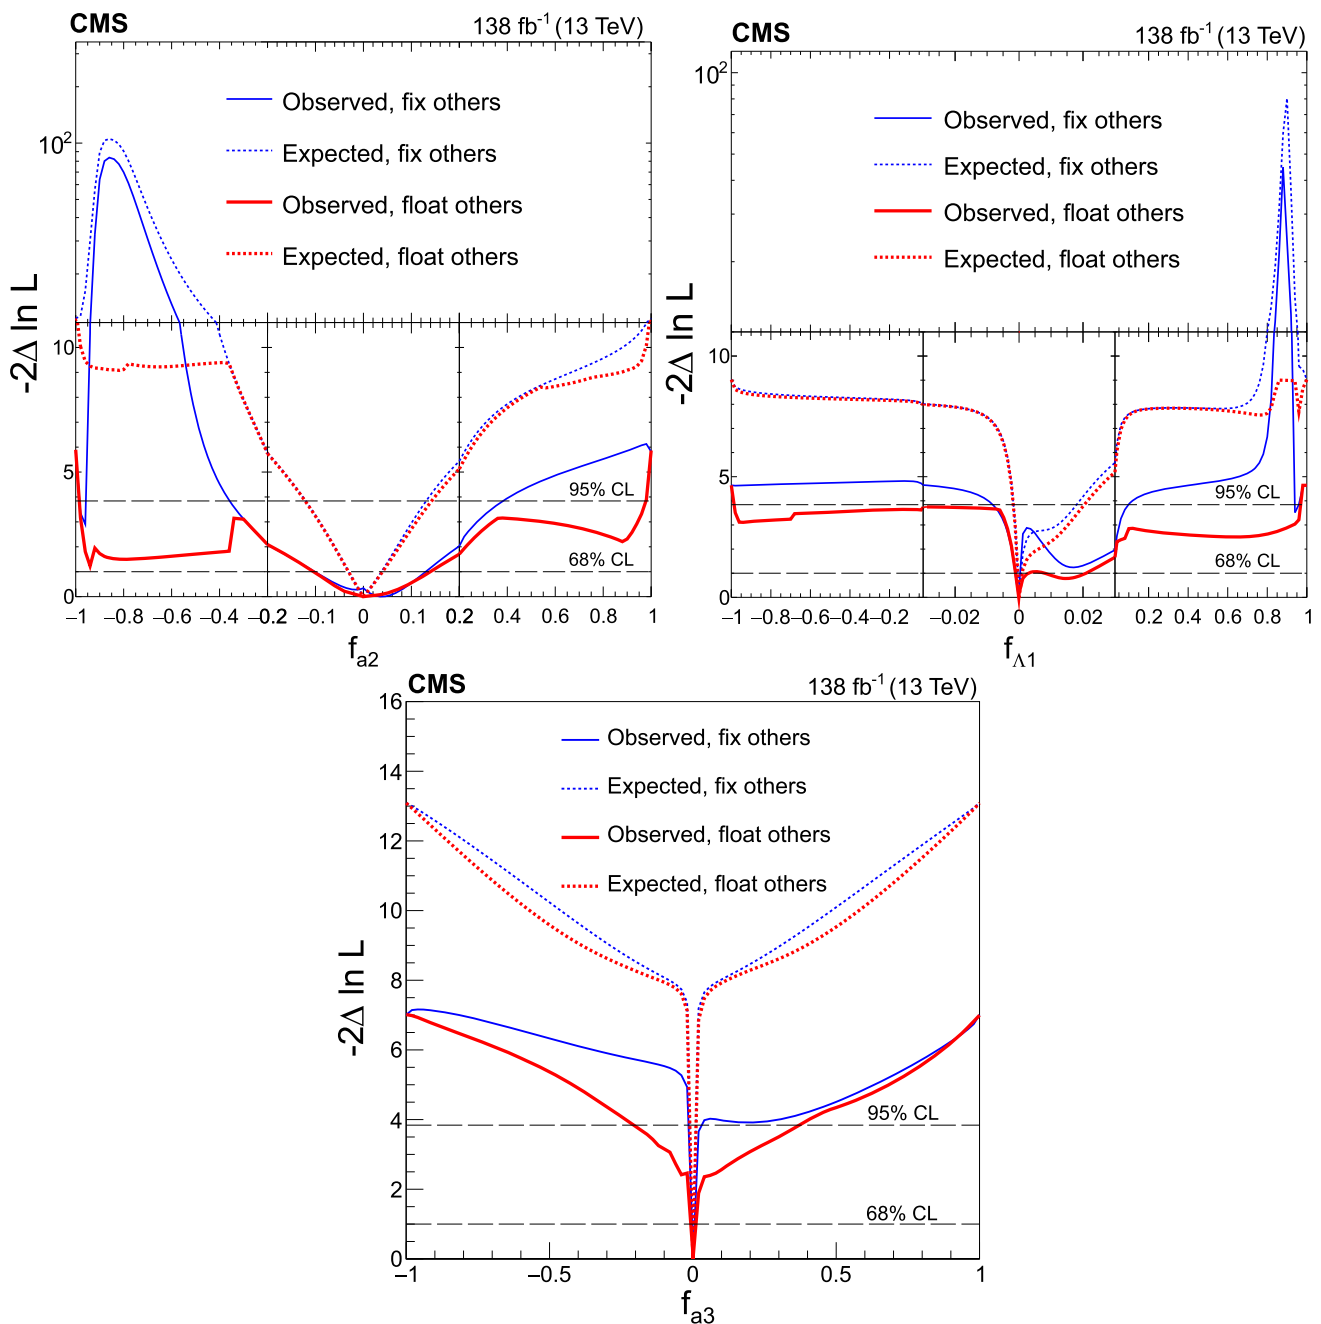 CMS 138 fb-1 (13 TeV)
Observed, fix others
Expected, fix others
Observed, float others
Expected, float others
-2Δ ln L
10²
10
5
0
95% CL
68% CL
−1 −0.8 −0.6 −0.4 −0.2 −0.1 0 0.1 0.2 0.2 0.4 0.6 0.8 1
fa2
CMS 138 fb-1 (13 TeV)
Observed, fix others
Expected, fix others
Observed, float others
Expected, float others
-2Δ ln L
10²
10
5
0
95% CL
68% CL
−1 −0.8 −0.6 −0.4 −0.2 −0.02 0 0.02 0.2 0.4 0.6 0.8 1
fΛ1
CMS 138 fb-1 (13 TeV)
Observed, fix others
Expected, fix others
Observed, float others
Expected, float others
-2Δ ln L
16
14
12
10
8
6
4
2
0
95% CL
68% CL
−1 −0.5 0 0.5 1
fa3